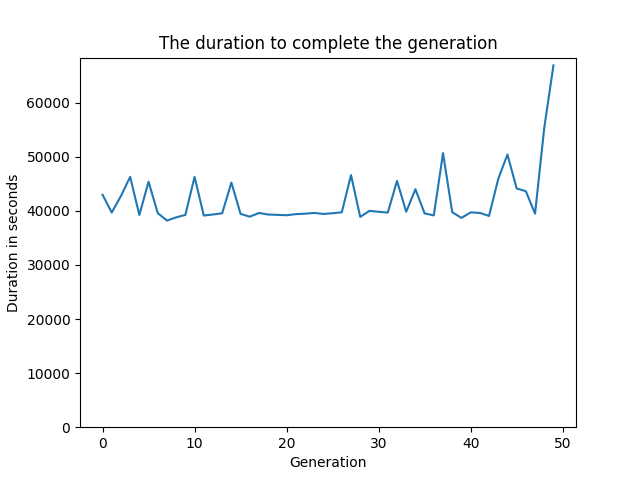 The duration to complete the generation
60000
50000
40000
30000
20000
10000
0
Duration in seconds
0 10 20 30 40 50
Generation